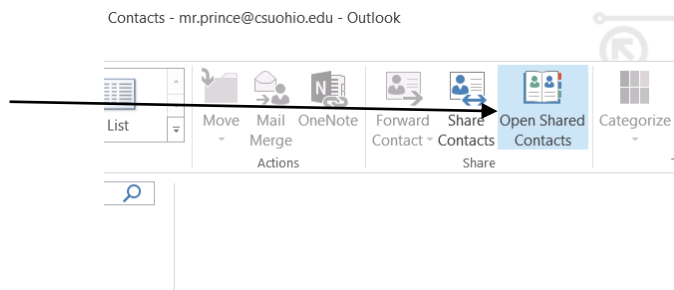 Contacts - mr.prince@csuohio.edu - Outlook
List
Move
Mail Merge
OneNote
Forward Contact
Share Contacts
Open Shared Contacts
Categorize
Actions
Share